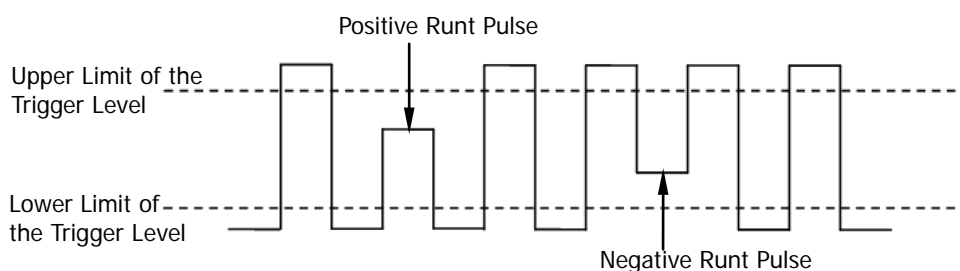 Positive Runt Pulse
Upper Limit of the
Trigger Level
Lower Limit of
the Trigger Level
Negative Runt Pulse